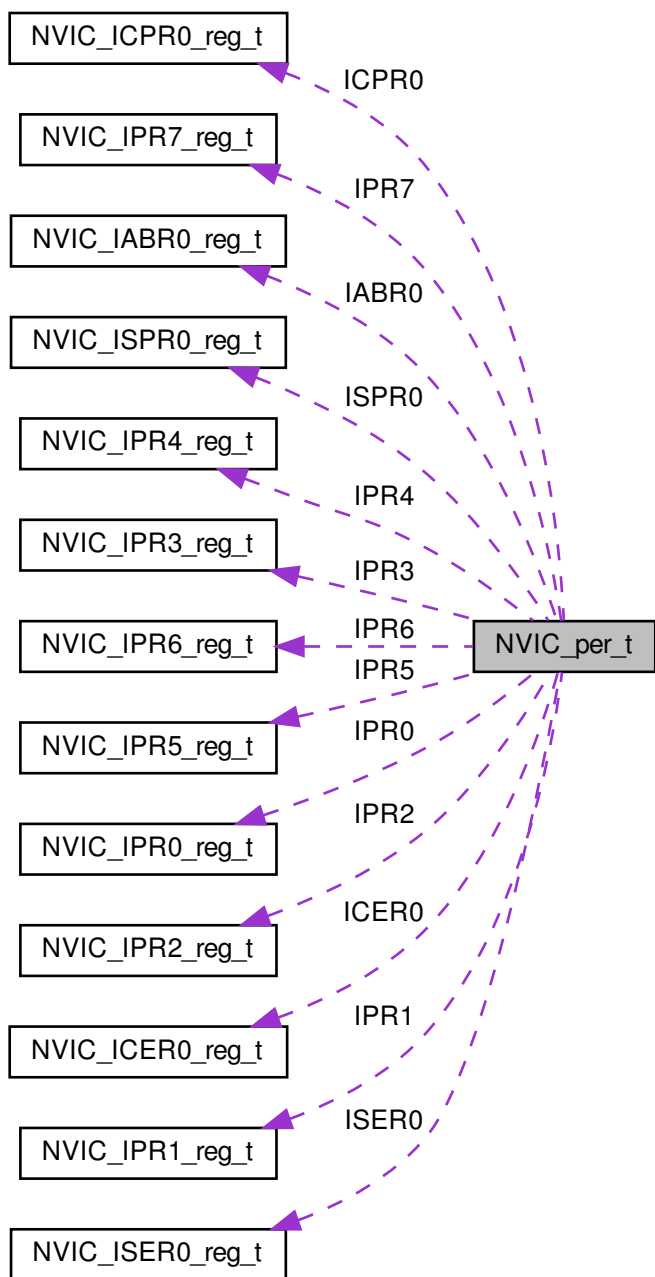 NVIC_ICPR0_reg_t
ICPR0
NVIC_IPR7_reg_t
IPR7
NVIC_IABR0_reg_t
IABR0
NVIC_ISPR0_reg_t
ISPR0
NVIC_IPR4_reg_t
IPR4
NVIC_IPR3_reg_t
IPR3
NVIC_IPR6_reg_t
IPR6
NVIC_per_t
IPR5
NVIC_IPR5_reg_t
IPR0
NVIC_IPR0_reg_t
IPR2
NVIC_IPR2_reg_t
ICER0
NVIC_ICER0_reg_t
IPR1
NVIC_IPR1_reg_t
ISER0
NVIC_ISER0_reg_t